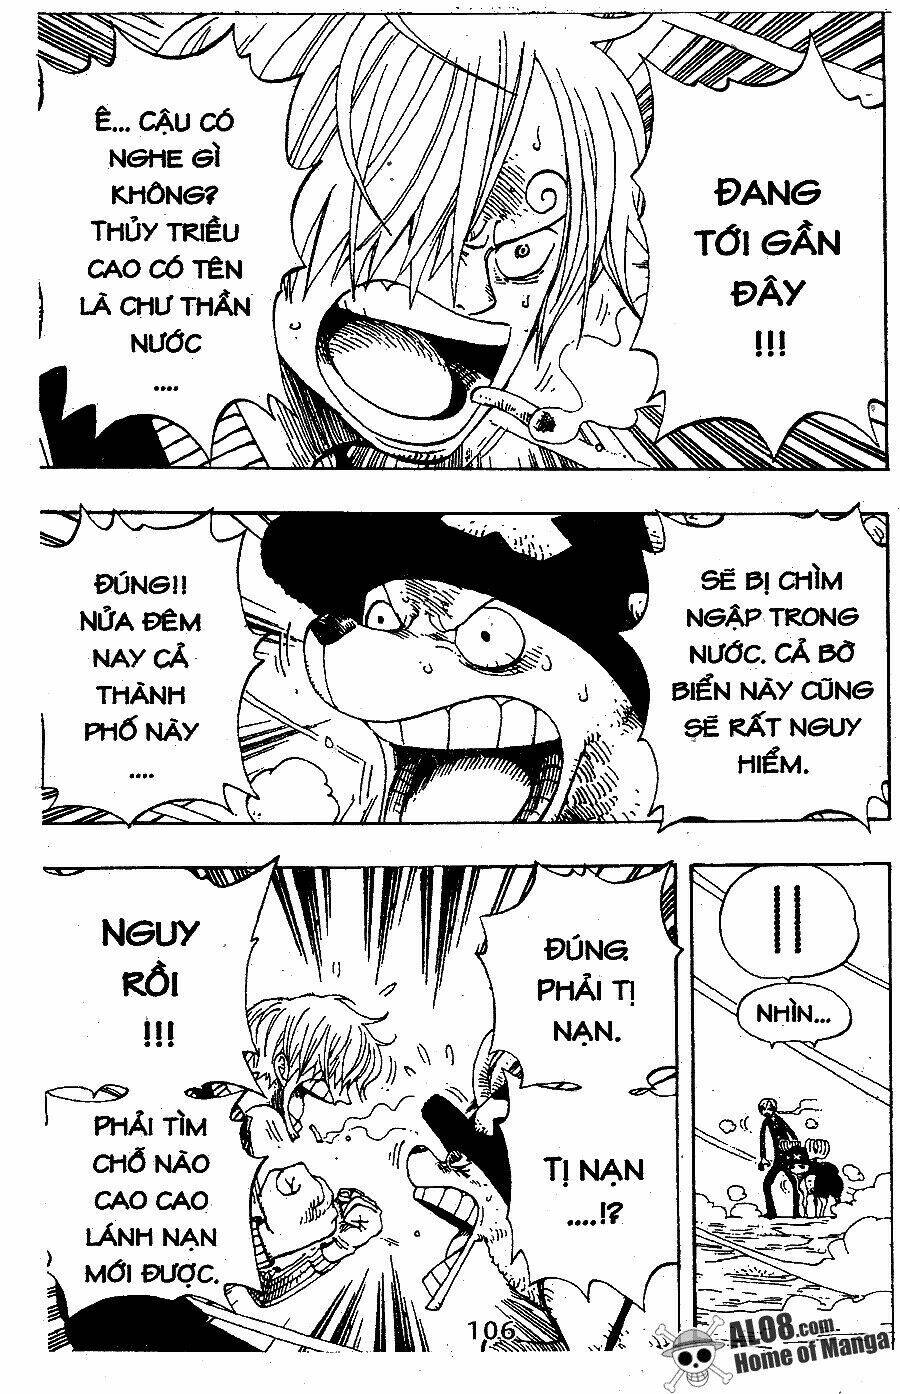 Ê... CẬU CÓ
NGHE GÌ
KHÔNG?
THỦY TRIỀU
CAO CÓ TÊN
LÀ CHƯ THẦN
NƯỚC
....
ĐANG
TỚI GẦN
ĐÂY
!!!
ĐÚNG!!
NỬA ĐÊM
NAY CẢ
THÀNH
PHỐ NÀY
....
SẼ BỊ CHÌM
NGẬP TRONG
NƯỚC. CẢ BỜ
BIỂN NÀY CŨNG
SẼ RẤT NGUY
HIỂM.
NGUY
RỒI
!!!
PHẢI TÌM
CHỖ NÀO
CAO CAO
LÁNH NẠN
MỚI ĐƯỢC.
ĐÚNG.
PHẢI TỊ
NẠN.
TỊ NẠN
....!?
NHÌN...
106
AL08.com
Home of Manga